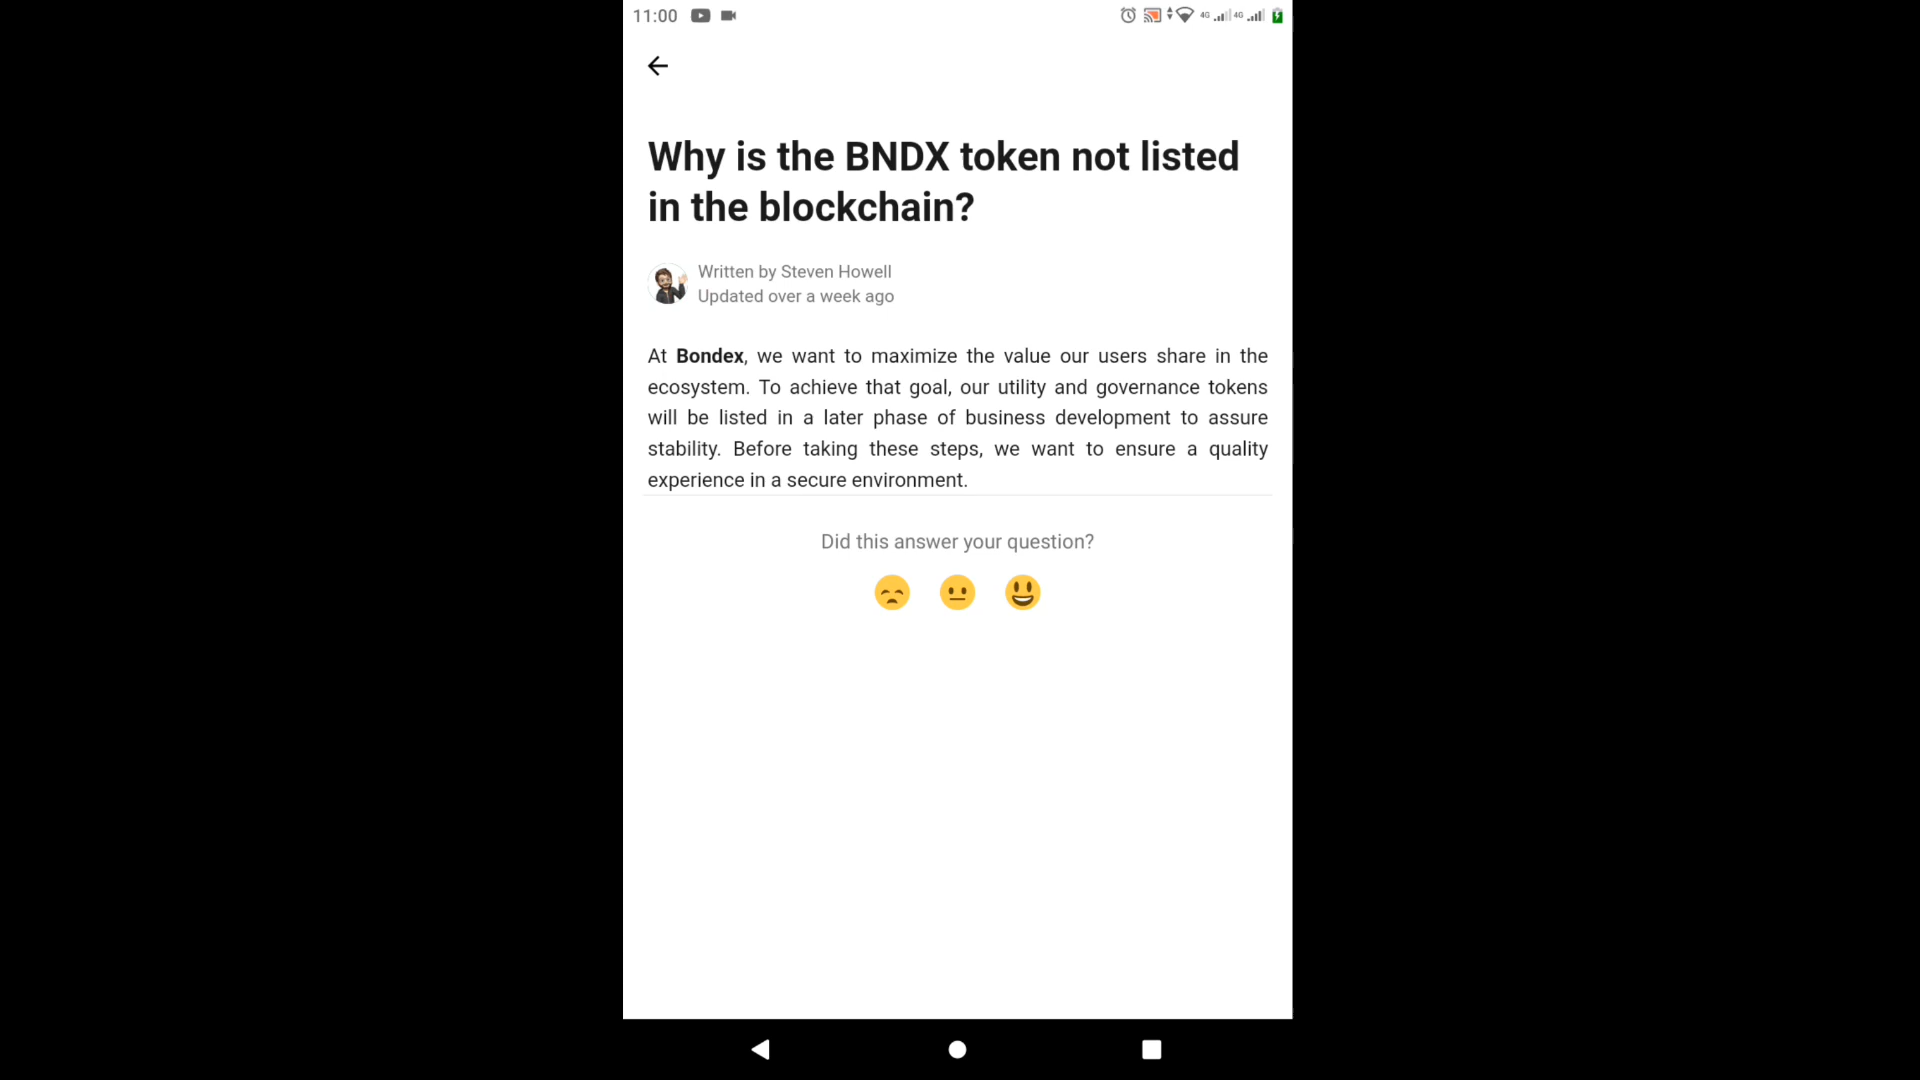 11:00
4G 4G
Why is the BNDX token not listed
in the blockchain?
Written by Steven Howell
Updated over a week ago
At Bondex, we want to maximize the value our users share in the
ecosystem. To achieve that goal, our utility and governance tokens
will be listed in a later phase of business development to assure
stability. Before taking these steps, we want to ensure a quality
experience in a secure environment.
Did this answer your question?